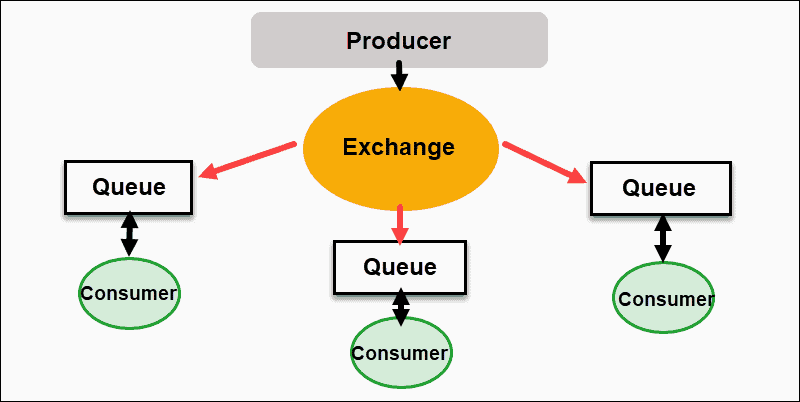 Producer
Exchange
Queue
Queue
Queue
Consumer
Consumer
Consumer